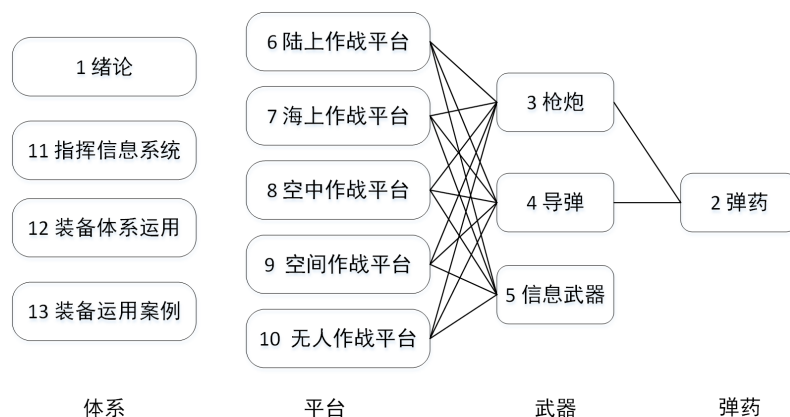 1 绪论
11 指挥信息系统
12 装备体系运用
13 装备运用案例
体系
6 陆上作战平台
7 海上作战平台
8 空中作战平台
9 空间作战平台
10 无人作战平台
平台
3 枪炮
4 导弹
5 信息武器
武器
2 弹药
弹药